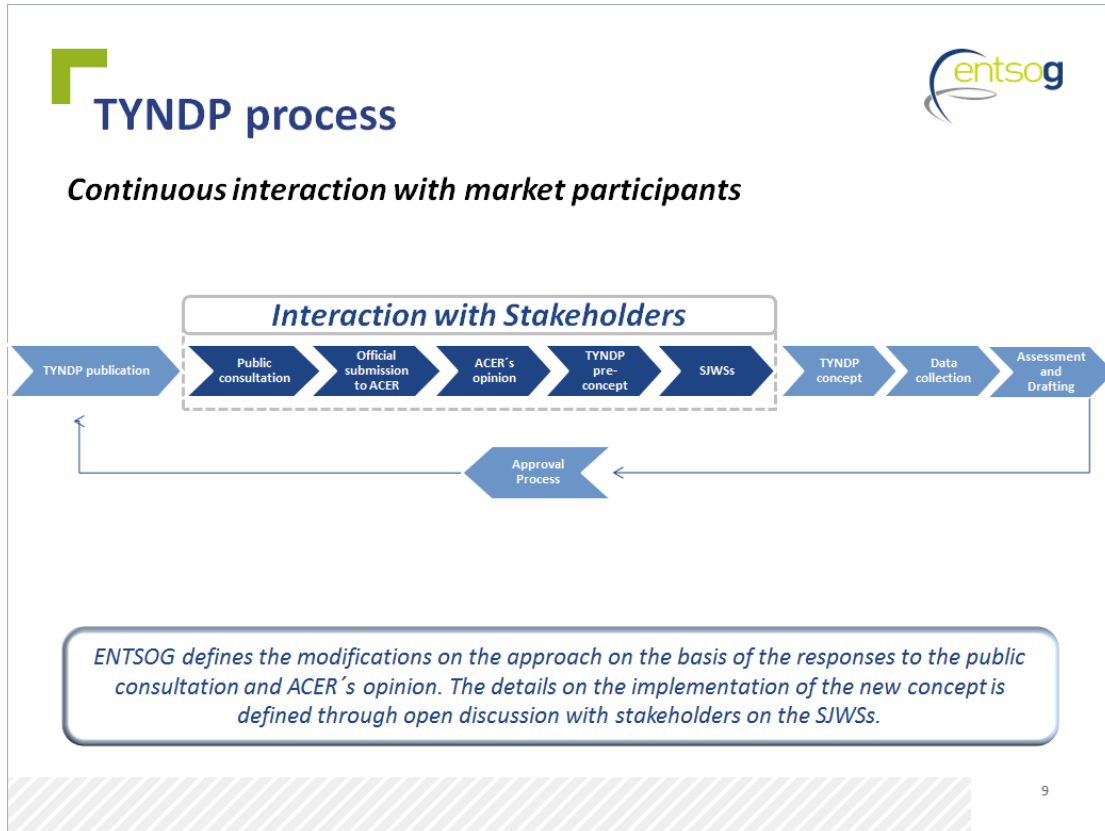 entsog
TYNDP process
Continuous interaction with market participants
Interaction with Stakeholders
TYNDP publication
Public
consultation
Official
submission
to ACER
ACER´s
opinion
TYNDP
pre-
concept
SJWSs
TYNDP
concept
Data
collection
Assessment
and
Drafting
Approval
Process
ENTSOG defines the modifications on the approach on the basis of the responses to the public
consultation and ACER´s opinion. The details on the implementation of the new concept is
defined through open discussion with stakeholders on the SJWSs.
9